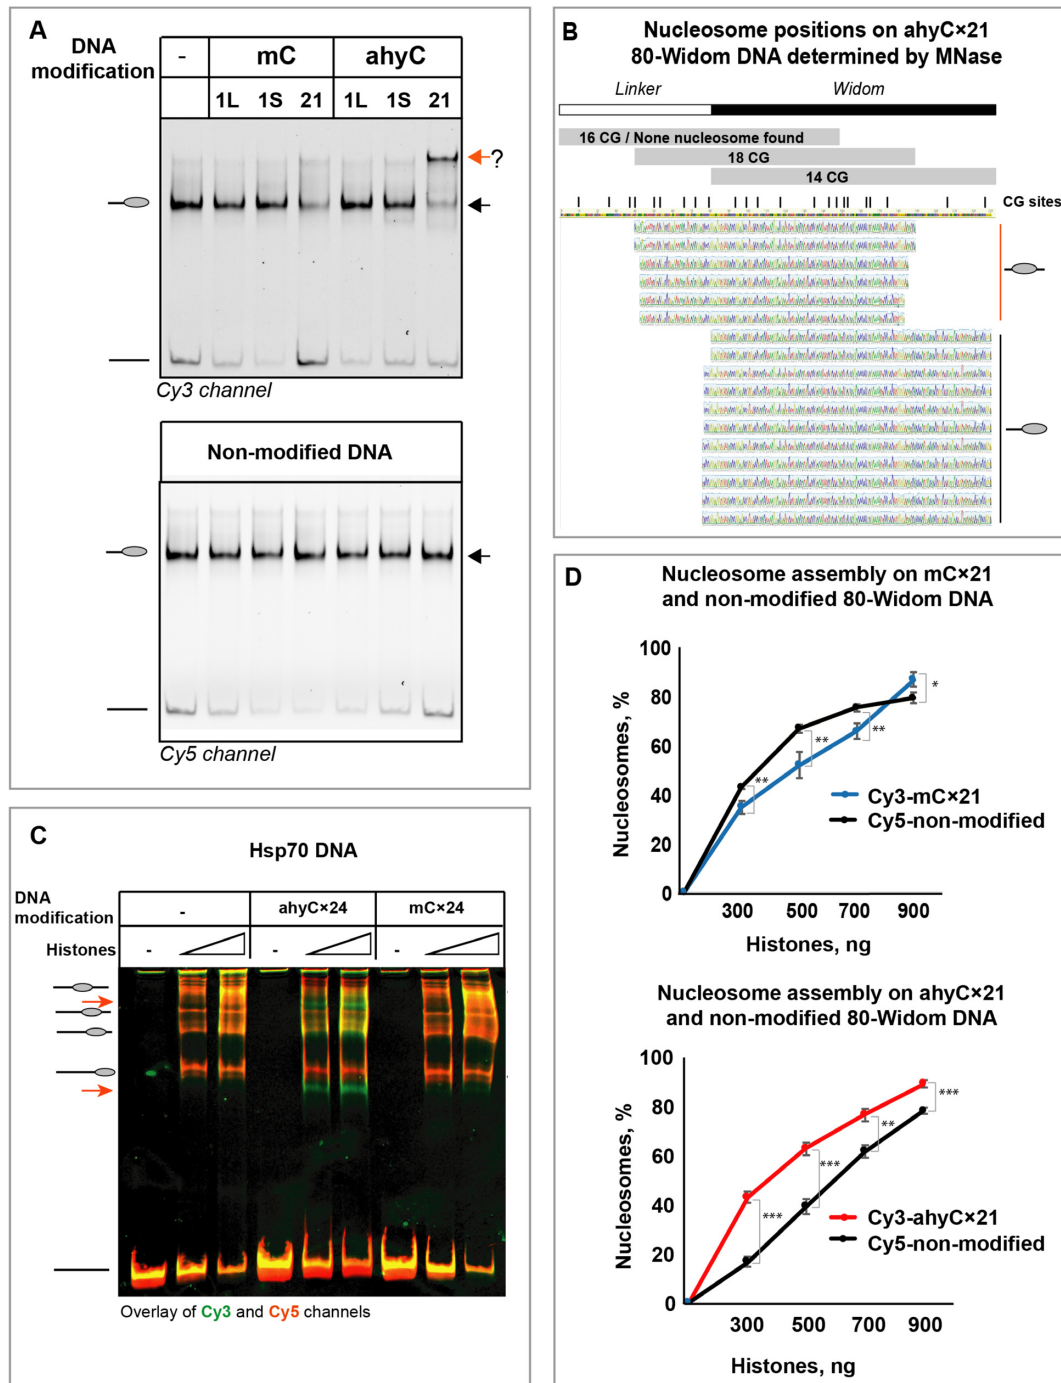 A
DNA
modification
-
mC
ahyC
1L
1S
21
1L
1S
21
?
Cy3 channel
Non-modified DNA
Cy5 channel
B
Nucleosome positions on ahyC×21
80-Widom DNA determined by MNase
Linker
Widom
16 CG / None nucleosome found
18 CG
14 CG
CG sites
C
Hsp70 DNA
DNA
modification
-
ahyC×24
mC×24
Histones
-
-
-
Overlay of Cy3 and Cy5 channels
D
Nucleosome assembly on mC×21
and non-modified 80-Widom DNA
100
80
60
40
20
0
Nucleosomes, %
**
**
**
*
Cy3-mC×21
Cy5-non-modified
300
500
700
900
Histones, ng
Nucleosome assembly on ahyC×21
and non-modified 80-Widom DNA
100
80
60
40
20
0
Nucleosomes, %
***
***
**
***
Cy3-ahyC×21
Cy5-non-modified
300
500
700
900
Histones, ng